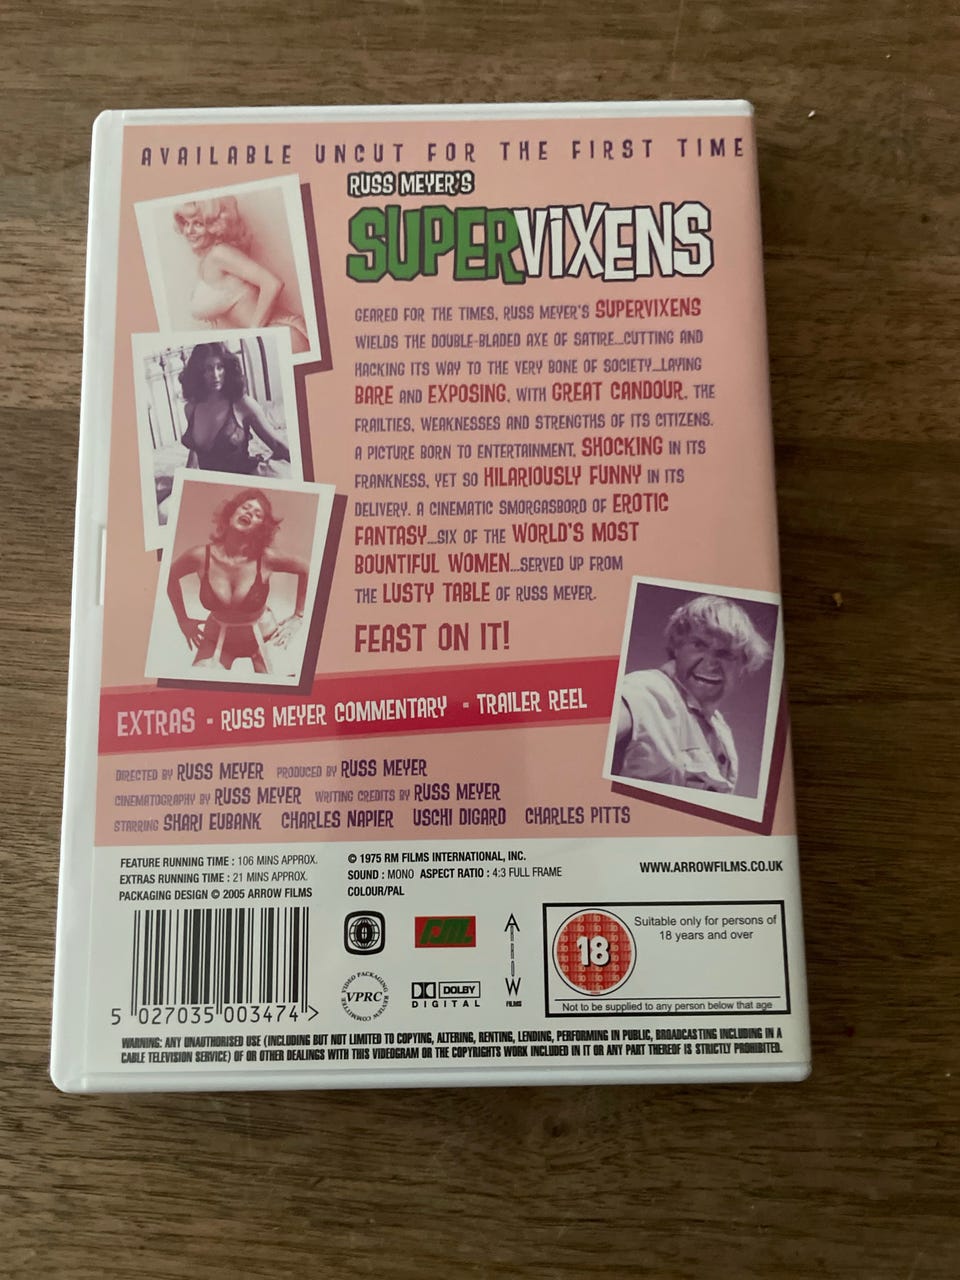 AVAILABLE UNCUT FOR THE FIRST TIME
RUSS MEYER'S
SUPERVIXENS
GEARED FOR THE TIMES, RUSS MEYER'S SUPERVIXENS
WIELDS THE DOUBLE-BLADED AXE OF SATIRE...CUTTING AND
HACKING ITS WAY TO THE VERY BONE OF SOCIETY...LAYING
BARE AND EXPOSING, WITH GREAT CANDOUR, THE
FRAILTIES, WEAKNESSES AND STRENGTHS OF ITS CITIZENS.
A PICTURE BORN TO ENTERTAINMENT, SHOCKING IN ITS
FRANKNESS, YET SO HILARIOUSLY FUNNY IN ITS
DELIVERY. A CINEMATIC SMORGASBORD OF EROTIC
FANTASY...SIX OF THE WORLD'S MOST
BOUNTIFUL WOMEN...SERVED UP FROM
THE LUSTY TABLE OF RUSS MEYER.
FEAST ON IT!
EXTRAS - RUSS MEYER COMMENTARY - TRAILER REEL
DIRECTED BY RUSS MEYER PRODUCED BY RUSS MEYER
CINEMATOGRAPHY BY RUSS MEYER WRITING CREDITS BY RUSS MEYER
STARRING SHARI EUBANK CHARLES NAPIER USCHI DIGARD CHARLES PITTS
FEATURE RUNNING TIME : 106 MINS APPROX.
EXTRAS RUNNING TIME : 21 MINS APPROX.
PACKAGING DESIGN © 2005 ARROW FILMS
© 1975 RM FILMS INTERNATIONAL, INC.
SOUND : MONO ASPECT RATIO : 4:3 FULL FRAME
COLOUR/PAL
WWW.ARROWFILMS.CO.UK
5 027035 003474 >
0
VIDEO PACKAGING REVIEW COMMITTEE
VPRC
DOLBY
DIGITAL
ARROW
FILMS
18
Suitable only for persons of
18 years and over
Not to be supplied to any person below that age
WARNING: ANY UNAUTHORISED USE (INCLUDING BUT NOT LIMITED TO COPYING, ALTERING, RENTING, LENDING, PERFORMING IN PUBLIC, BROADCASTING INCLUDING IN A
CABLE TELEVISION SERVICE) OF OR OTHER DEALINGS WITH THIS VIDEOGRAM OR THE COPYRIGHTS WORK INCLUDED IN IT OR ANY PART THEREOF IS STRICTLY PROHIBITED.